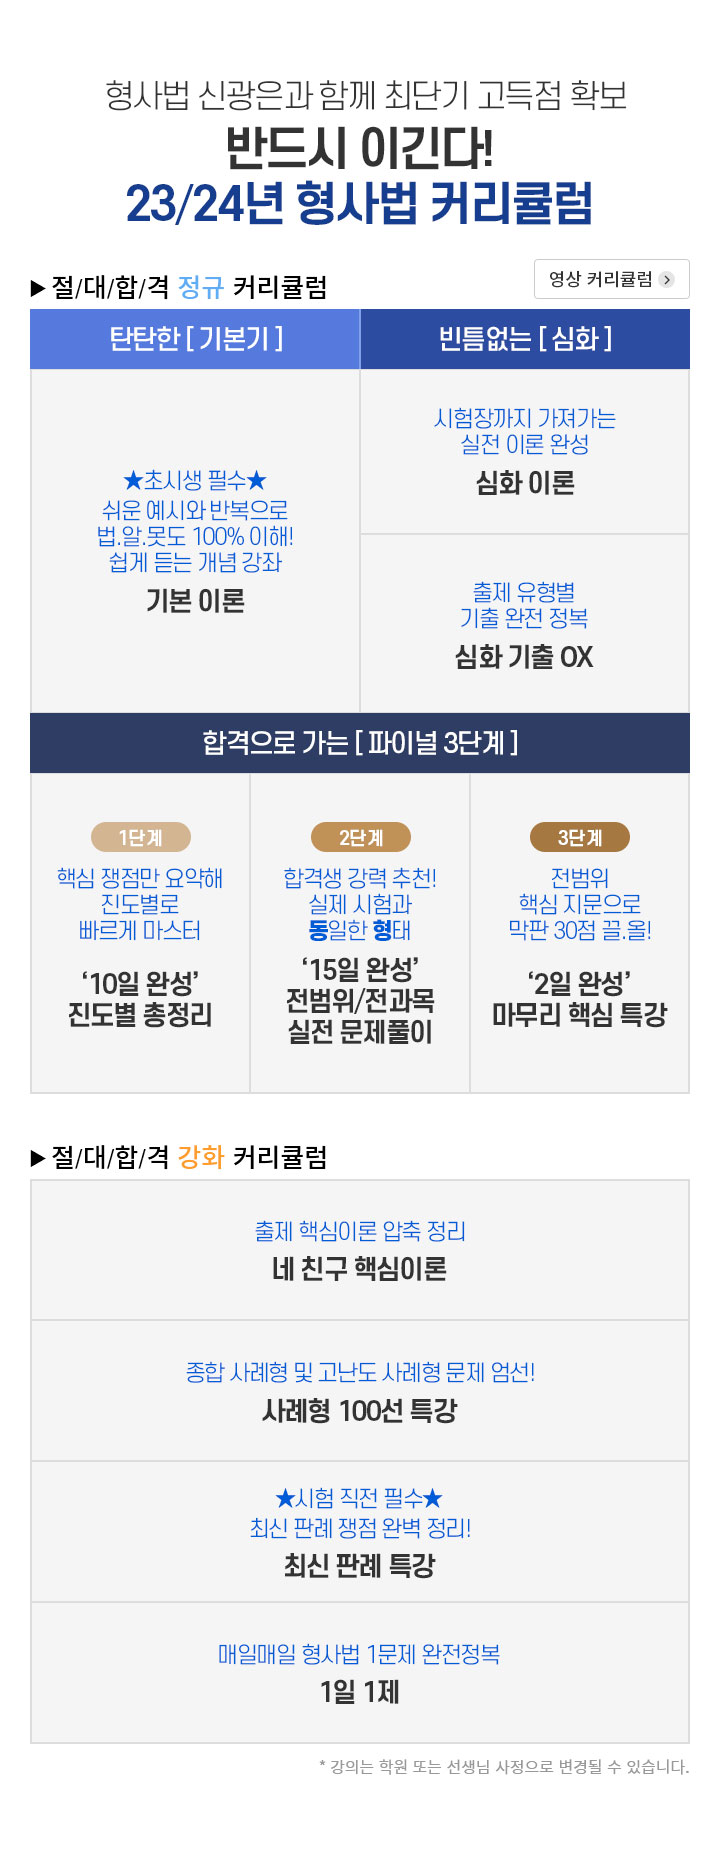 형사법 신광은과 함께 최단기 고득점 확보
반드시 이긴다!
23/24년 형사법 커리큘럼
▶절/대/합/격 정규 커리큘럼
영상 커리큘럼 >
탄탄한 [ 기본기 ]
빈틈없는 [ 심화 ]
★초시생 필수★
쉬운 예시와 반복으로
법.알.못도 100% 이해!
쉽게 듣는 개념 강좌
기본 이론
시험장까지 가져가는
실전 이론 완성
심화 이론
출제 유형별
기출 완전 정복
심화 기출 OX
합격으로 가는 [ 파이널 3단계 ]
1단계
핵심 쟁점만 요약해
진도별로
빠르게 마스터
‘10일 완성’
진도별 총정리
2단계
합격생 강력 추천!
실제 시험과
동일한 형태
‘15일 완성’
전범위/전과목
실전 문제풀이
3단계
전범위
핵심 지문으로
막판 30점 끌.올!
‘2일 완성’
마무리 핵심 특강
▶절/대/합/격 강화 커리큘럼
출제 핵심이론 압축 정리
네 친구 핵심이론
종합 사례형 및 고난도 사례형 문제 엄선!
사례형 100선 특강
★시험 직전 필수★
최신 판례 쟁점 완벽 정리!
최신 판례 특강
매일매일 형사법 1문제 완전정복
1일 1제
* 강의는 학원 또는 선생님 사정으로 변경될 수 있습니다.